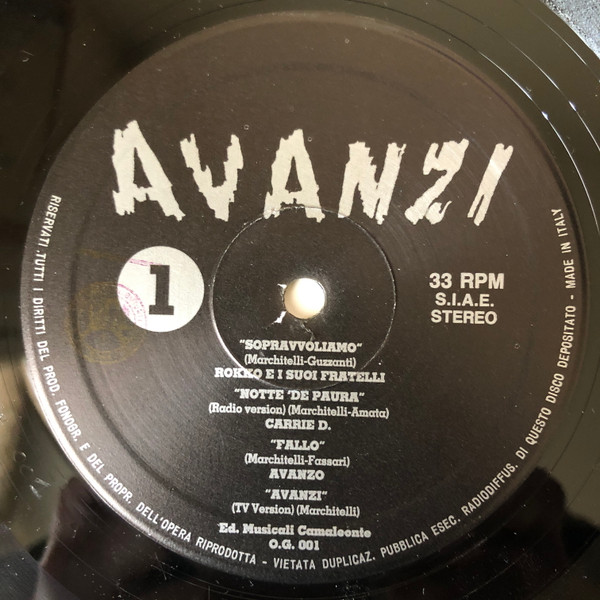 AVANZI
1
33 RPM
S.I.A.E.
STEREO
"SOPRAVVOLIAMO"
(Marchitelli-Guzzanti)
ROKKO E I SUOI FRATELLI
"NOTTE 'DE PAURA"
(Radio version) (Marchitelli-Amata)
CARRIE D.
"FALLO"
(Marchitelli-Fassari)
AVANZO
"AVANZI"
(TV Version) (Marchitelli)
Ed. Musicali Camaleonte
O.G. 001
RISERVATI .TUTTI I DIRITTI DEL PROD. FONOGR. E DEL PROPR. DELL'OPERA RIPRODOTTA - VIETATA DUPLICAZ. PUBBLICA ESEC. RADIODIFFUS. DI QUESTO DISCO DEPOSITATO - MADE IN ITALY